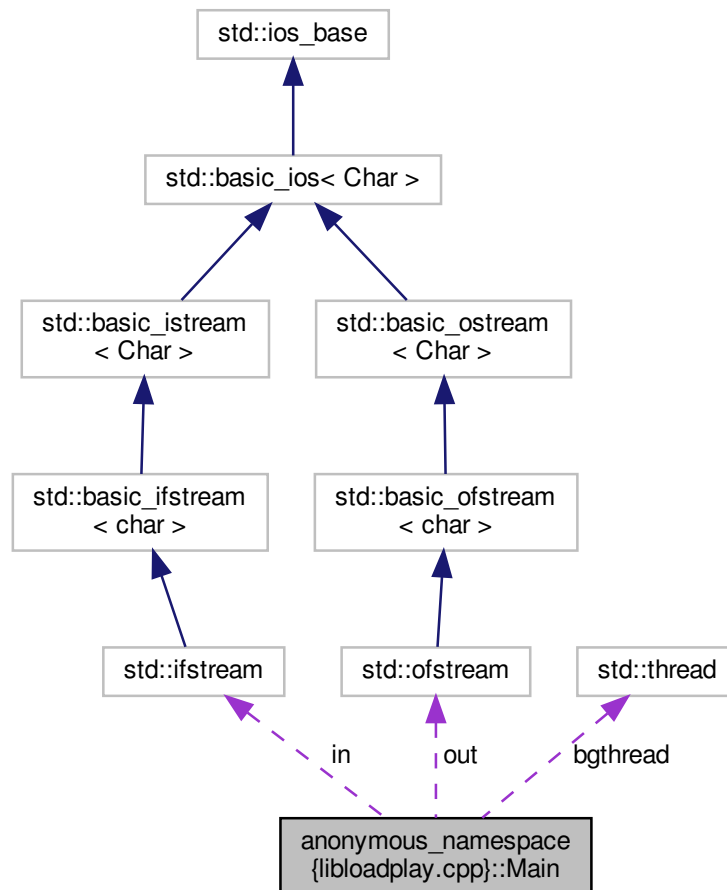 std::ios_base
std::basic_ios< Char >
std::basic_istream
< Char >
std::basic_ostream
< Char >
std::basic_ifstream
< char >
std::basic_ofstream
< char >
std::ifstream
std::ofstream
std::thread
in
out
bgthread
anonymous_namespace
{libloadplay.cpp}::Main